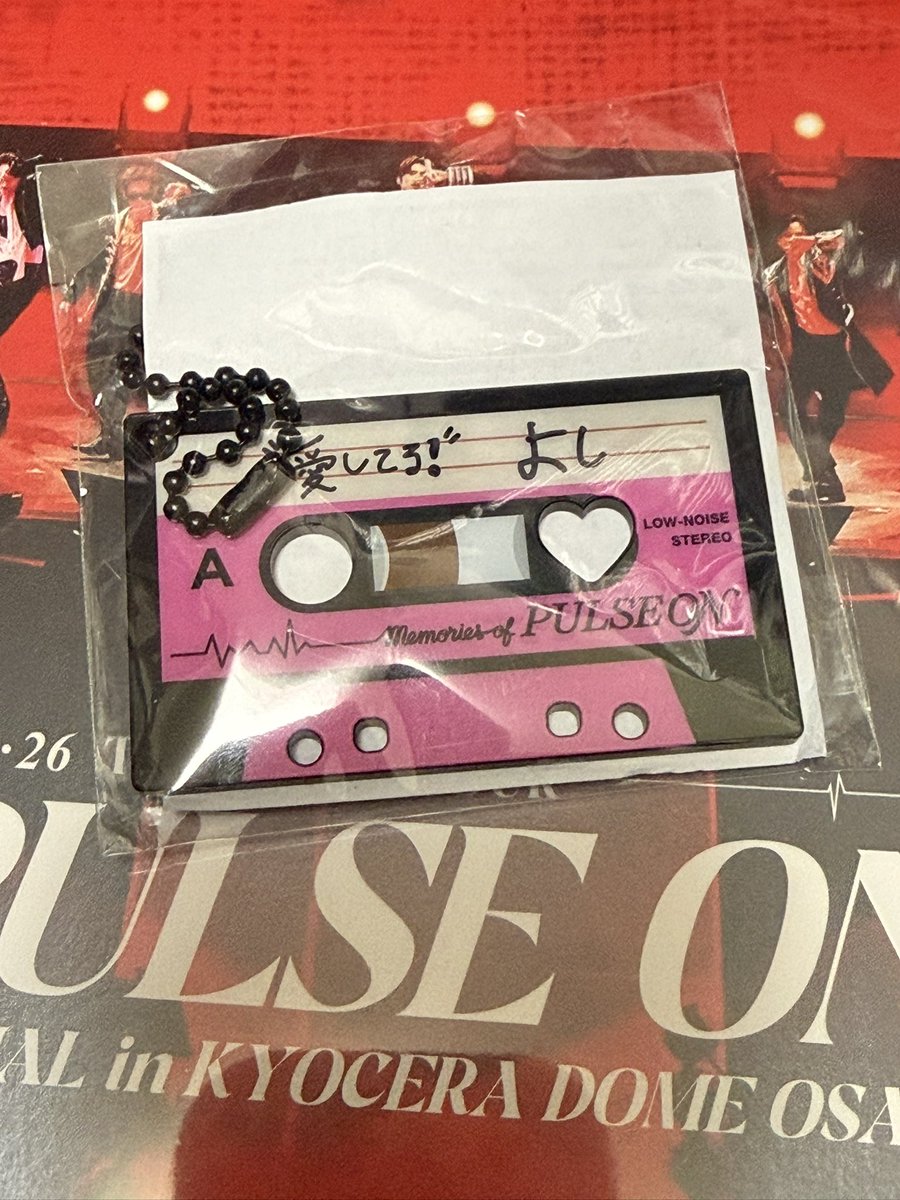 愛してる! よし
LOW-NOISE
STEREO
A
Memories of PULSE ON
·26
PULSE ON
IAL in KYOCERA DOME OSA